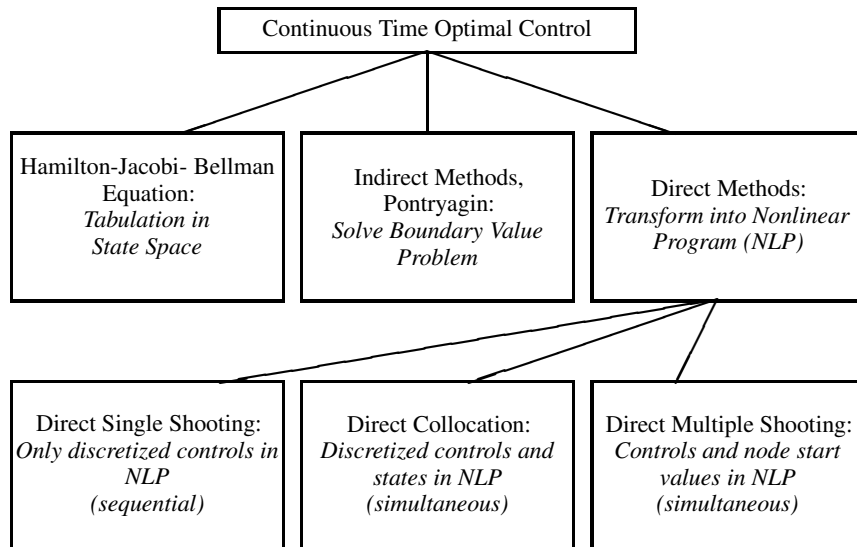 Continuous Time Optimal Control
Hamilton-Jacobi- Bellman
Equation:
Tabulation in
State Space
Indirect Methods,
Pontryagin:
Solve Boundary Value
Problem
Direct Methods:
Transform into Nonlinear
Program (NLP)
Direct Single Shooting:
Only discretized controls in
NLP
(sequential)
Direct Collocation:
Discretized controls and
states in NLP
(simultaneous)
Direct Multiple Shooting:
Controls and node start
values in NLP
(simultaneous)